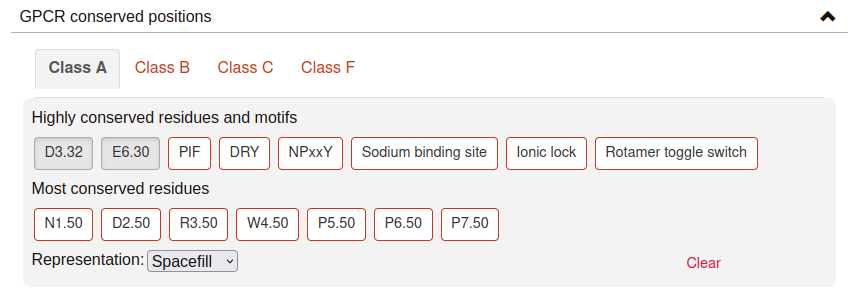 GPCR conserved positions
Class A Class B Class C Class F
Highly conserved residues and motifs
D3.32 E6.30 PIF DRY NPxxY Sodium binding site Ionic lock Rotamer toggle switch
Most conserved residues
N1.50 D2.50 R3.50 W4.50 P5.50 P6.50 P7.50
Representation: Spacefill Clear